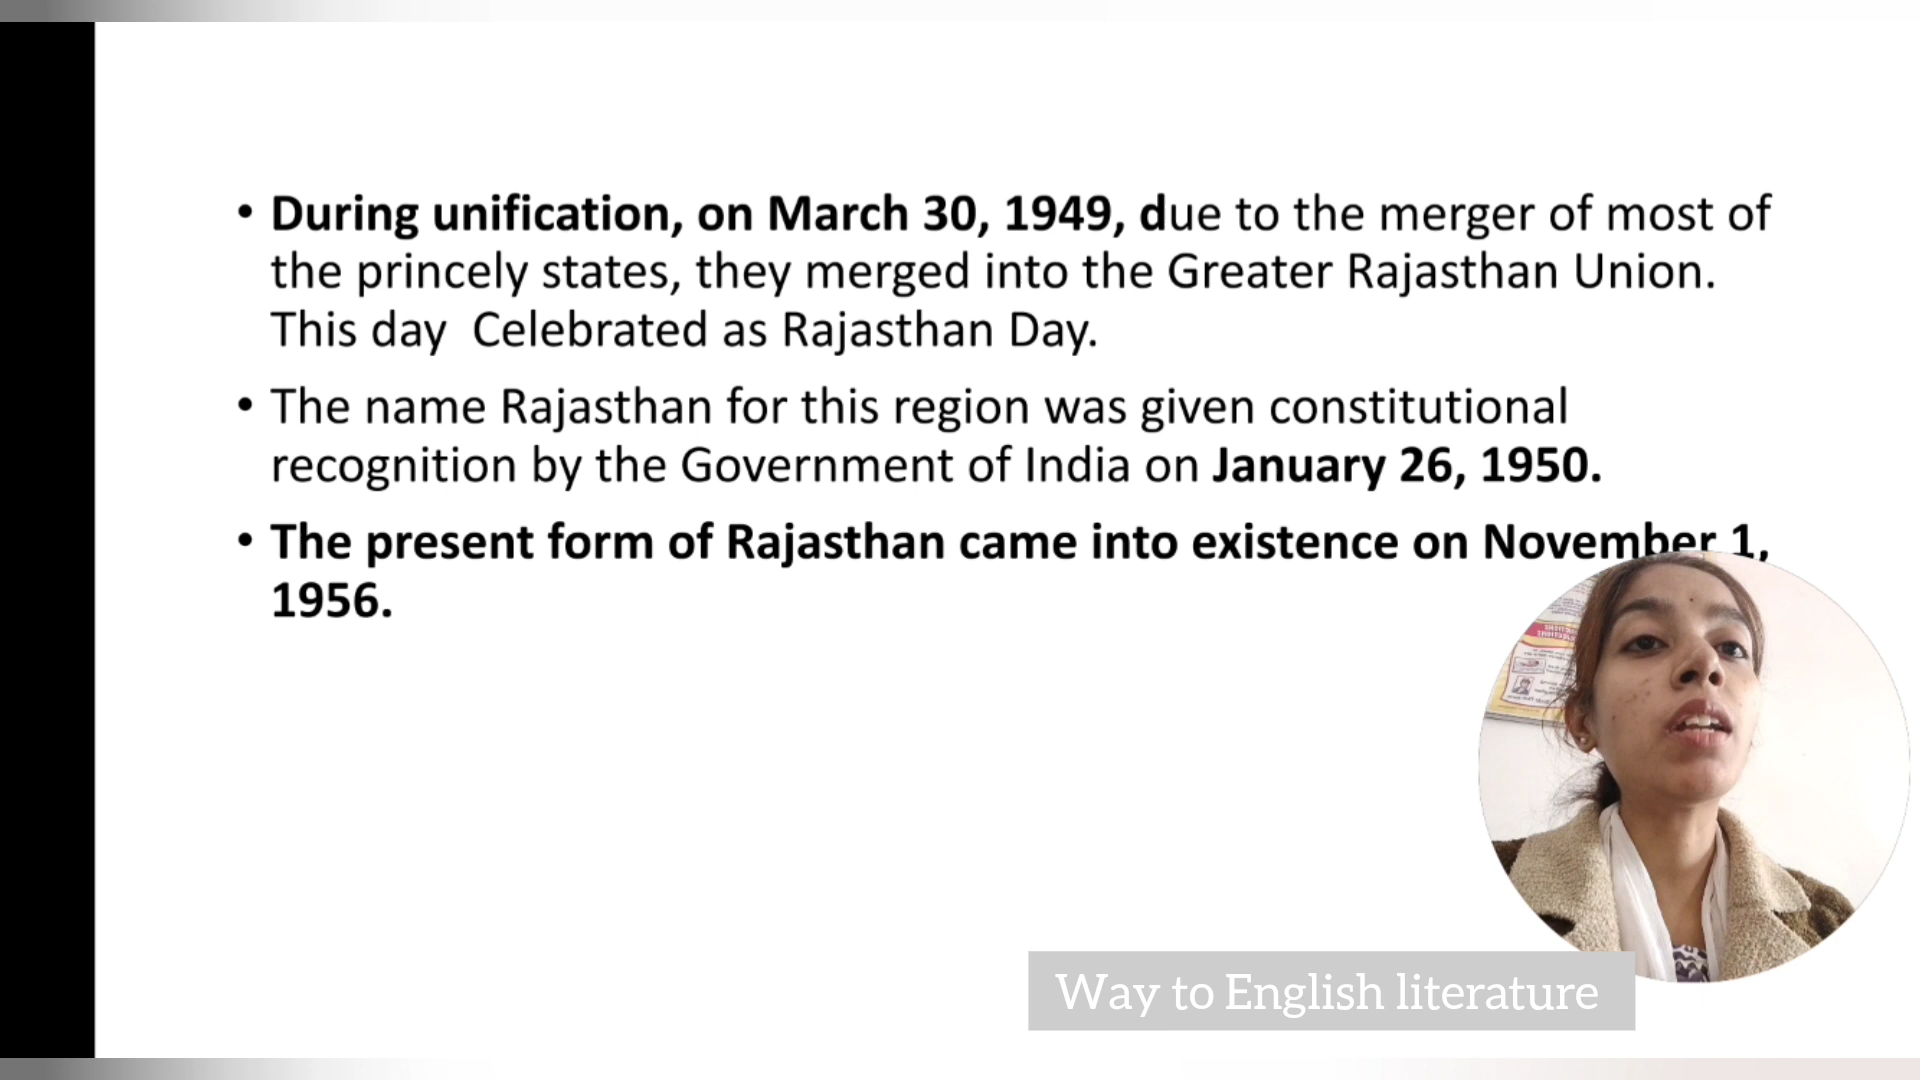 • During unification, on March 30, 1949, due to the merger of most of
the princely states, they merged into the Greater Rajasthan Union.
This day  Celebrated as Rajasthan Day.
• The name Rajasthan for this region was given constitutional
recognition by the Government of India on January 26, 1950.
• The present form of Rajasthan came into existence on November 1,
1956.
Way to English literature